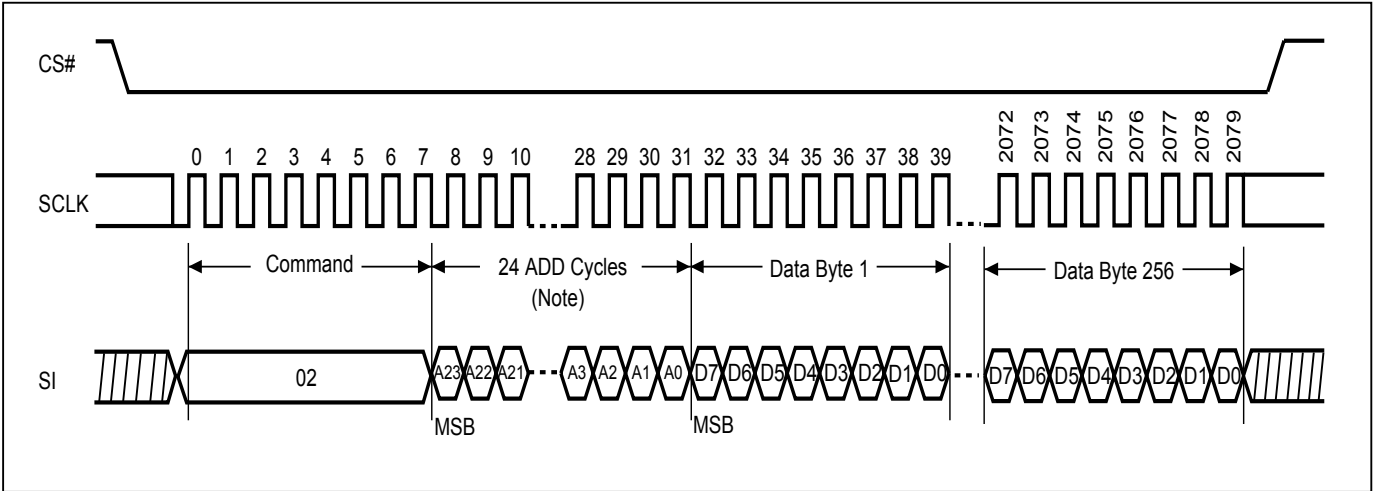 CS#
2072 2073 2074 2075 2076 2077 2078 2079
0 1 2 3 4 5 6 7 8 9 10 28 29 30 31 32 33 34 35 36 37 38 39
SCLK
Command 24 ADD Cycles Data Byte 1 Data Byte 256
(Note)
SI 02 A23 A22 A21 A3 A2 A1 A0 D7 D6 D5 D4 D3 D2 D1 D0 D7 D6 D5 D4 D3 D2 D1 D0
MSB MSB